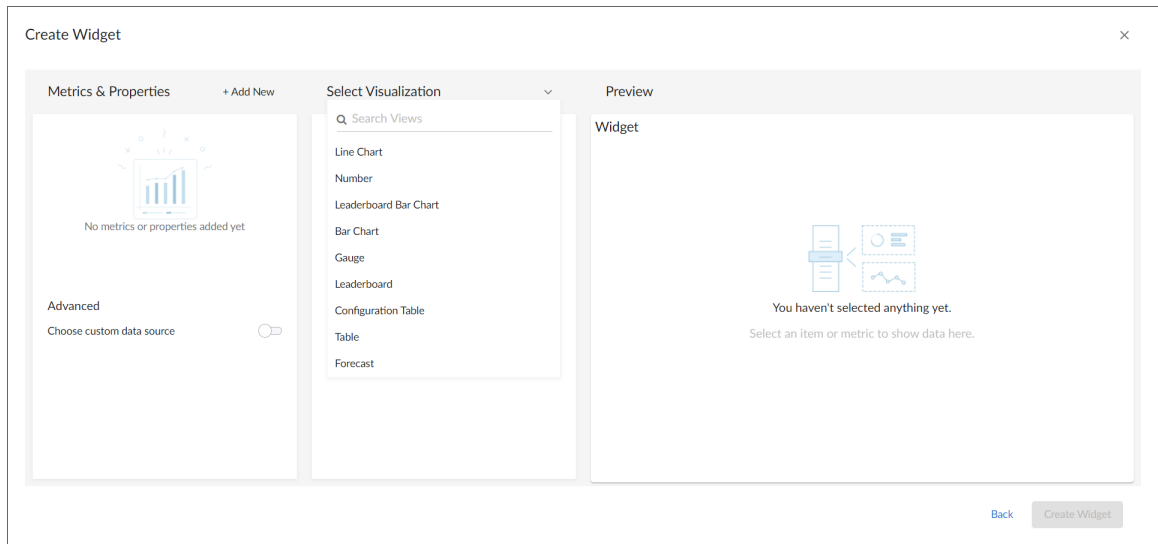 Create Widget
Metrics & Properties
+ Add New
Select Visualization
Preview
No metrics or properties added yet
Advanced
Choose custom data source
Search Views
Line Chart
Number
Leaderboard Bar Chart
Bar Chart
Gauge
Leaderboard
Configuration Table
Table
Forecast
Widget
You haven't selected anything yet.
Select an item or metric to show data here.
Back
Create Widget